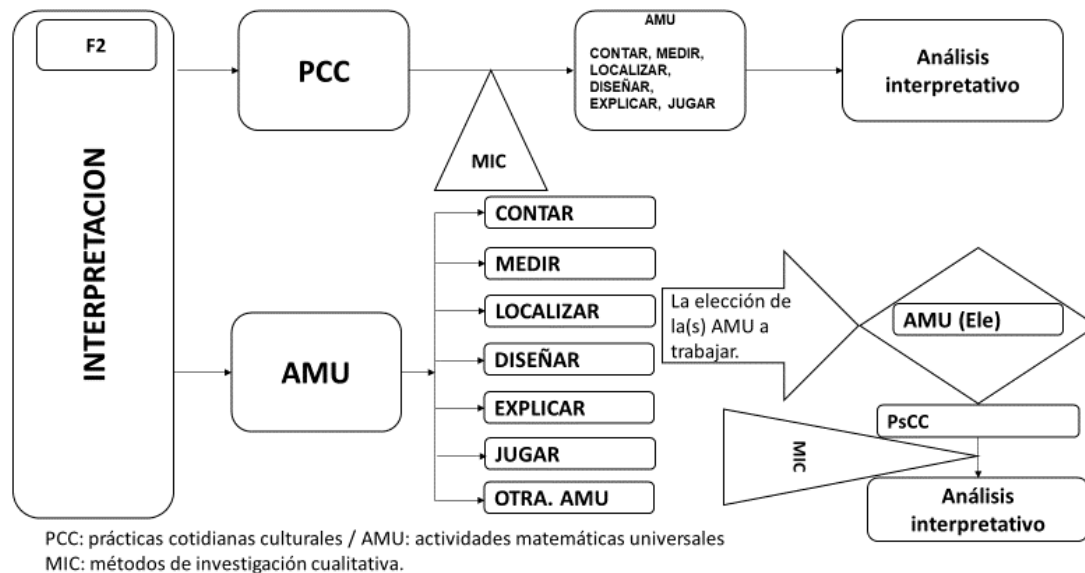 F2
INTERPRETACION
PCC
MIC
AMU
CONTAR, MEDIR,
LOCALIZAR,
DISEÑAR,
EXPLICAR, JUGAR
Análisis
interpretativo
AMU
CONTAR
MEDIR
LOCALIZAR
DISEÑAR
EXPLICAR
JUGAR
OTRA. AMU
La elección de
la(s) AMU a
trabajar.
AMU (Ele)
PsCC
MIC
Análisis
interpretativo
PCC: prácticas cotidianas culturales / AMU: actividades matemáticas universales
MIC: métodos de investigación cualitativa.